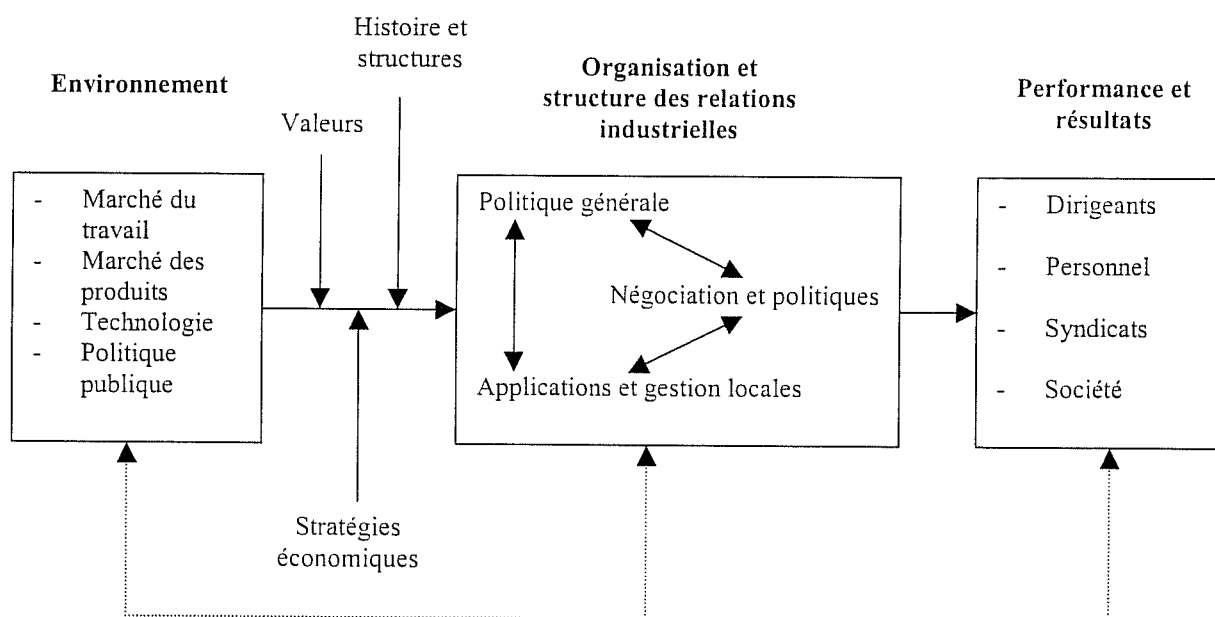 Histoire et
structures
Environnement
Organisation et
structure des relations
industrielles
Performance et
résultats
Valeurs
- Marché du
travail
- Marché des
produits
- Technologie
- Politique
publique
Politique générale
Négociation et politiques
Applications et gestion locales
- Dirigeants
- Personnel
- Syndicats
- Société
Stratégies
économiques